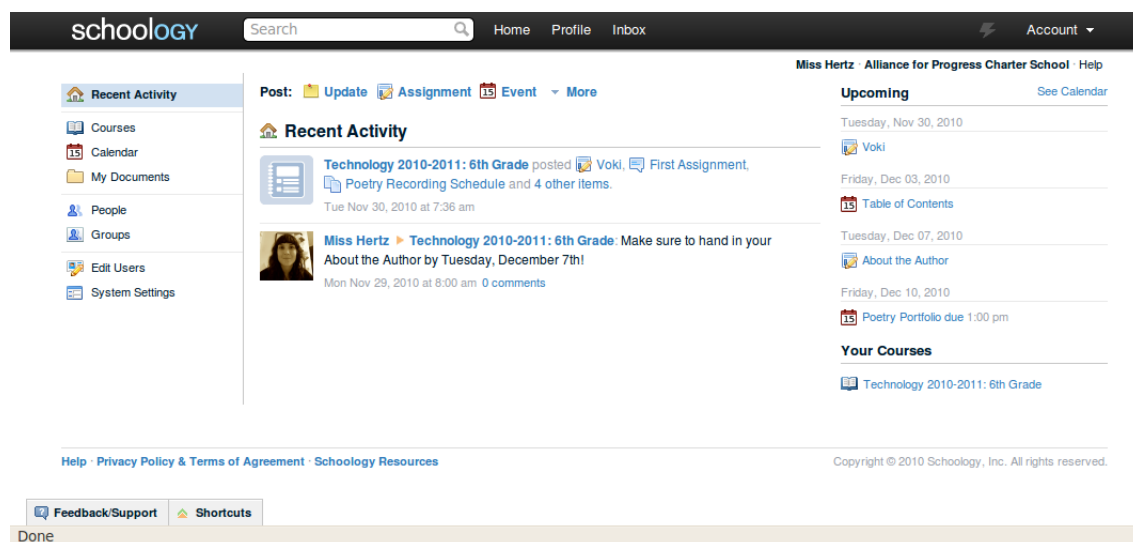 schoology Search Home Profile Inbox Account
Miss Hertz · Alliance for Progress Charter School · Help
Recent Activity
Courses
15 Calendar
My Documents
People
Groups
Edit Users
System Settings
Post: Update Assignment 15 Event More
Recent Activity
Technology 2010-2011: 6th Grade posted Voki, First Assignment,
Poetry Recording Schedule and 4 other items.
Tue Nov 30, 2010 at 7:36 am
Miss Hertz Technology 2010-2011: 6th Grade: Make sure to hand in your
About the Author by Tuesday, December 7th!
Mon Nov 29, 2010 at 8:00 am 0 comments
Upcoming See Calendar
Tuesday, Nov 30, 2010
Voki
Friday, Dec 03, 2010
15 Table of Contents
Tuesday, Dec 07, 2010
About the Author
Friday, Dec 10, 2010
15 Poetry Portfolio due 1:00 pm
Your Courses
Technology 2010-2011: 6th Grade
Help · Privacy Policy & Terms of Agreement · Schoology Resources
Copyright © 2010 Schoology, Inc. All rights reserved.
Feedback/Support Shortcuts
Done